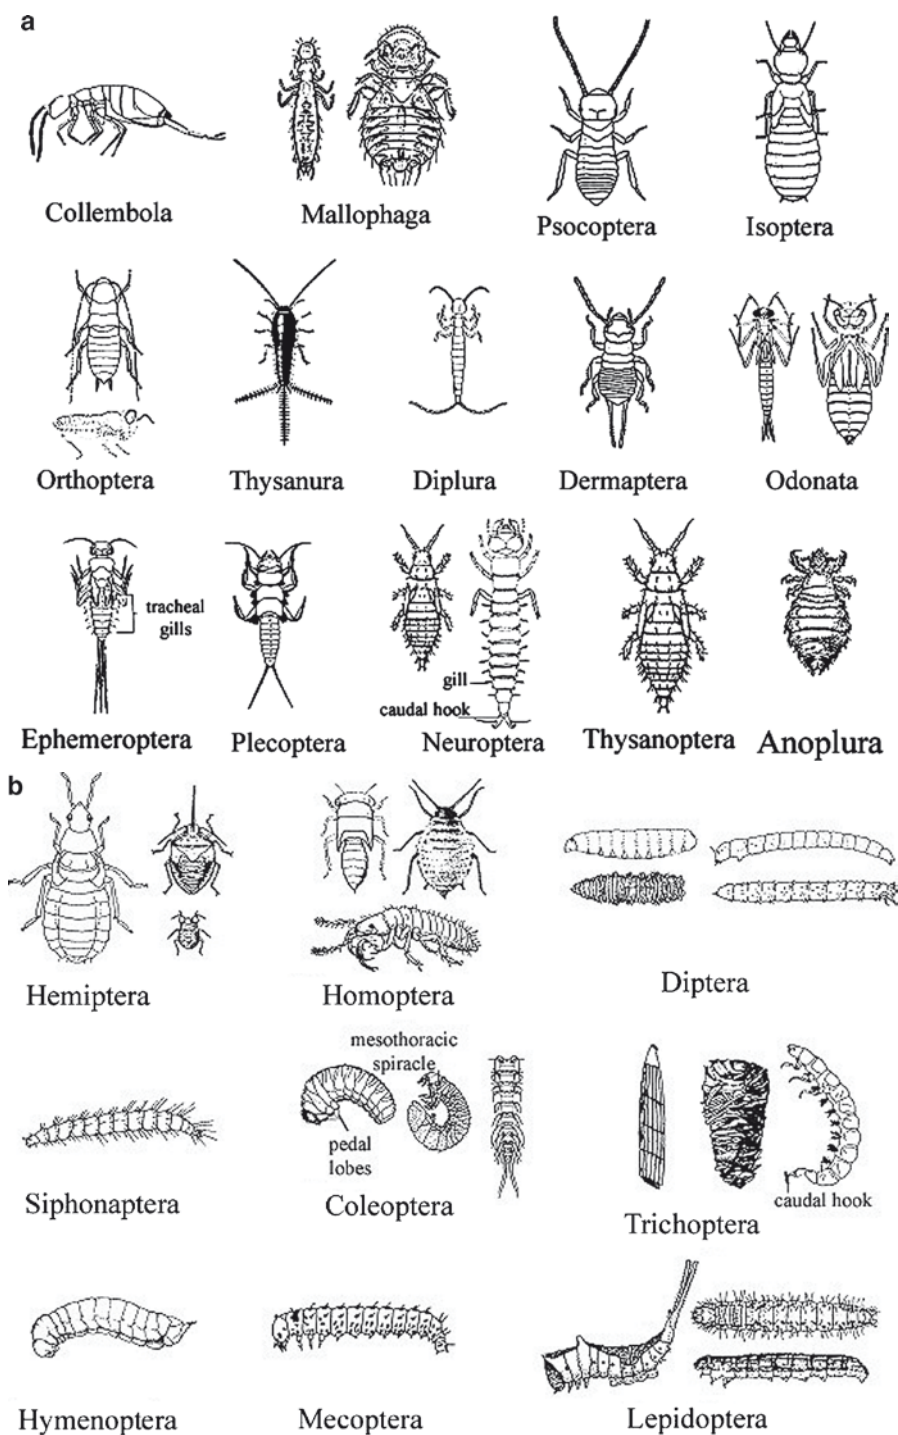 a
Collembola
Mallophaga
Psocoptera
Isoptera
Orthoptera
Thysanura
Diplura
Dermaptera
Odonata
tracheal
gills
gill
caudal hook
Ephemeroptera
Plecoptera
Neuroptera
Thysanoptera
Anoplura
b
Hemiptera
Homoptera
Diptera
mesothoracic
spiracle
pedal
lobes
caudal hook
Siphonaptera
Coleoptera
Trichoptera
Hymenoptera
Mecoptera
Lepidoptera